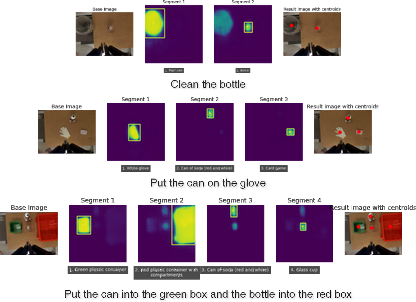 Base Image
Segment 1
Segment 2
Result image with centroids
Clean the bottle
Base Image
Segment 1
Segment 2
Segment 3
Result image with centroids
1. White glove
2. Can of soda (red and white)
3. Card game
Put the can on the glove
Base Image
Segment 1
Segment 2
Segment 3
Segment 4
Result image with centroids
1. Green plastic container
2. Red plastic container with compartments
3. Can of soda (red and white)
4. Glass cup
Put the can into the green box and the bottle into the red box